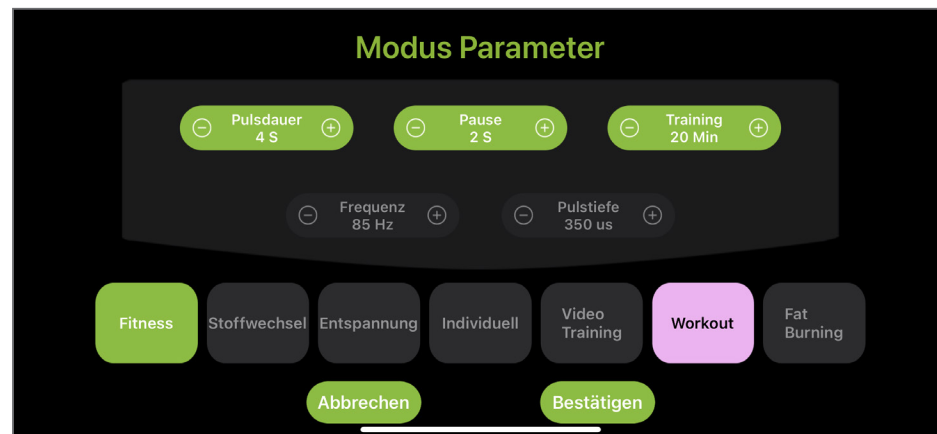 Modus Parameter
Pulsdauer
4 S
Pause
2 S
Training
20 Min
Frequenz
85 Hz
Pulstiefe
350 us
Fitness
Stoffwechsel
Entspannung
Individuell
Video
Training
Workout
Fat
Burning
Abbrechen
Bestätigen